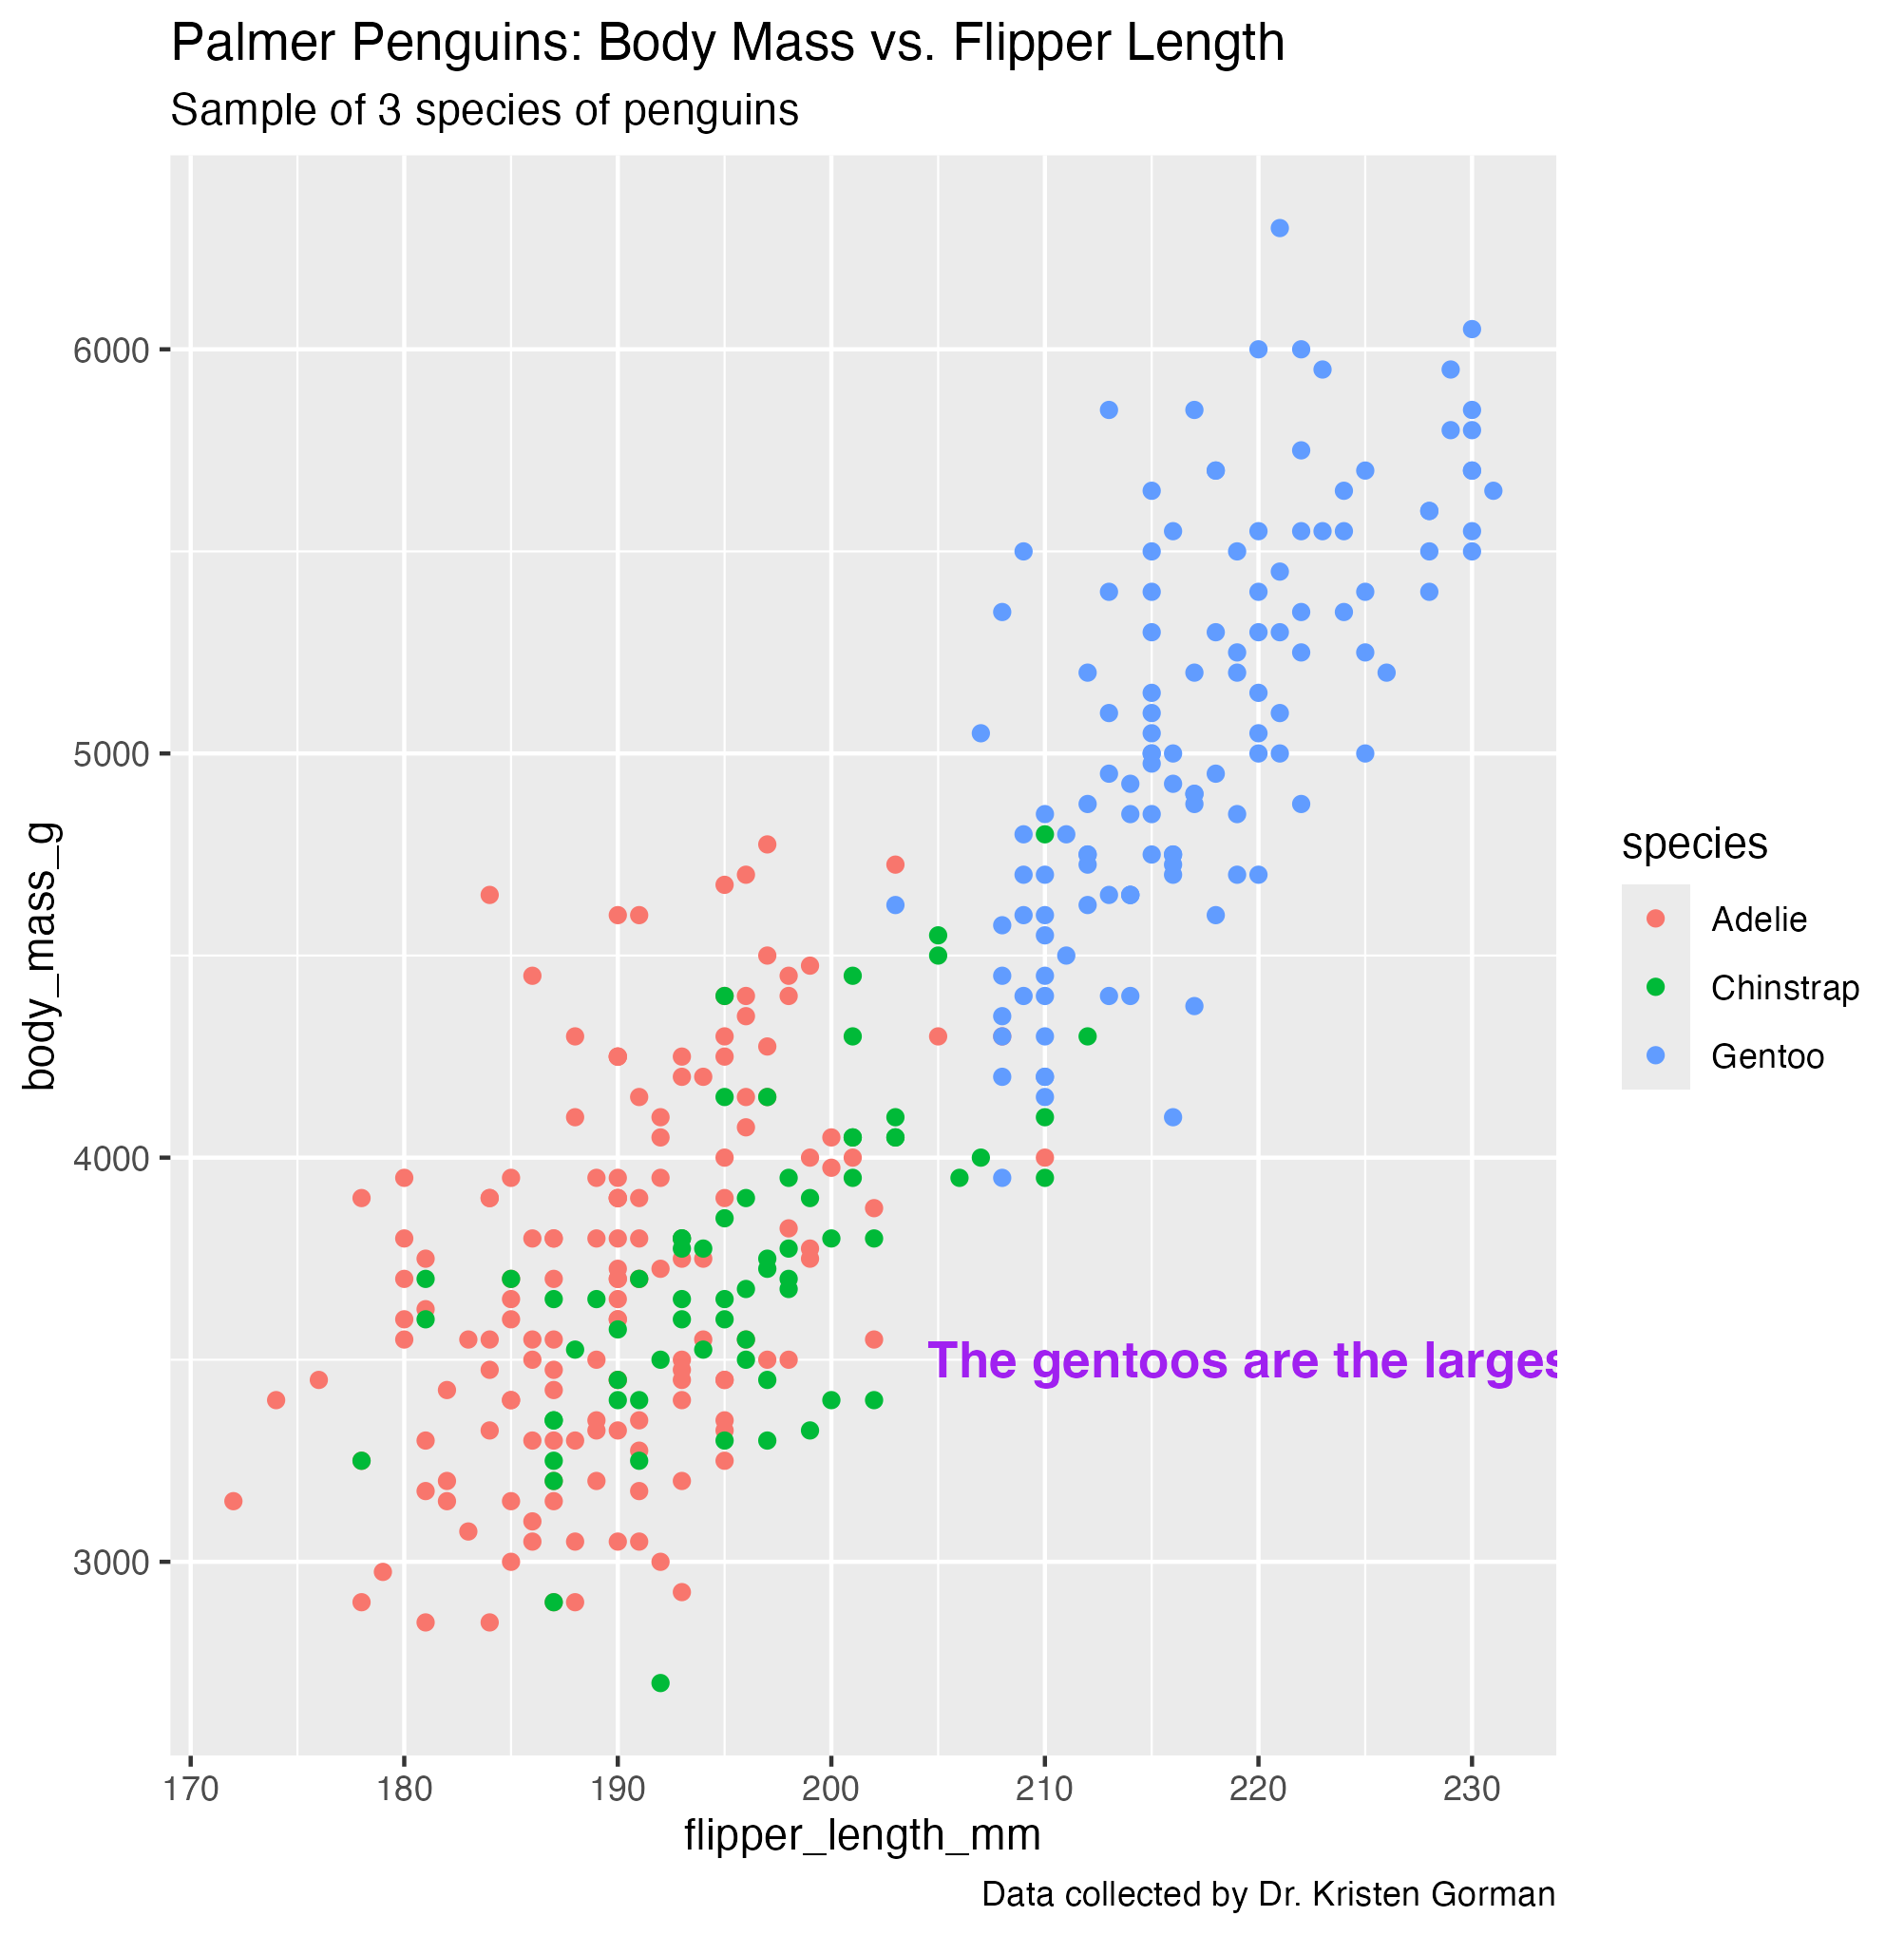 Palmer Penguins: Body Mass vs. Flipper Length
Sample of 3 species of penguins
6000
5000
4000
3000
body_mass_g
The gentoos are the larges
170 180 190 200 210 220 230
flipper_length_mm
species
Adelie
Chinstrap
Gentoo
Data collected by Dr. Kristen Gorman